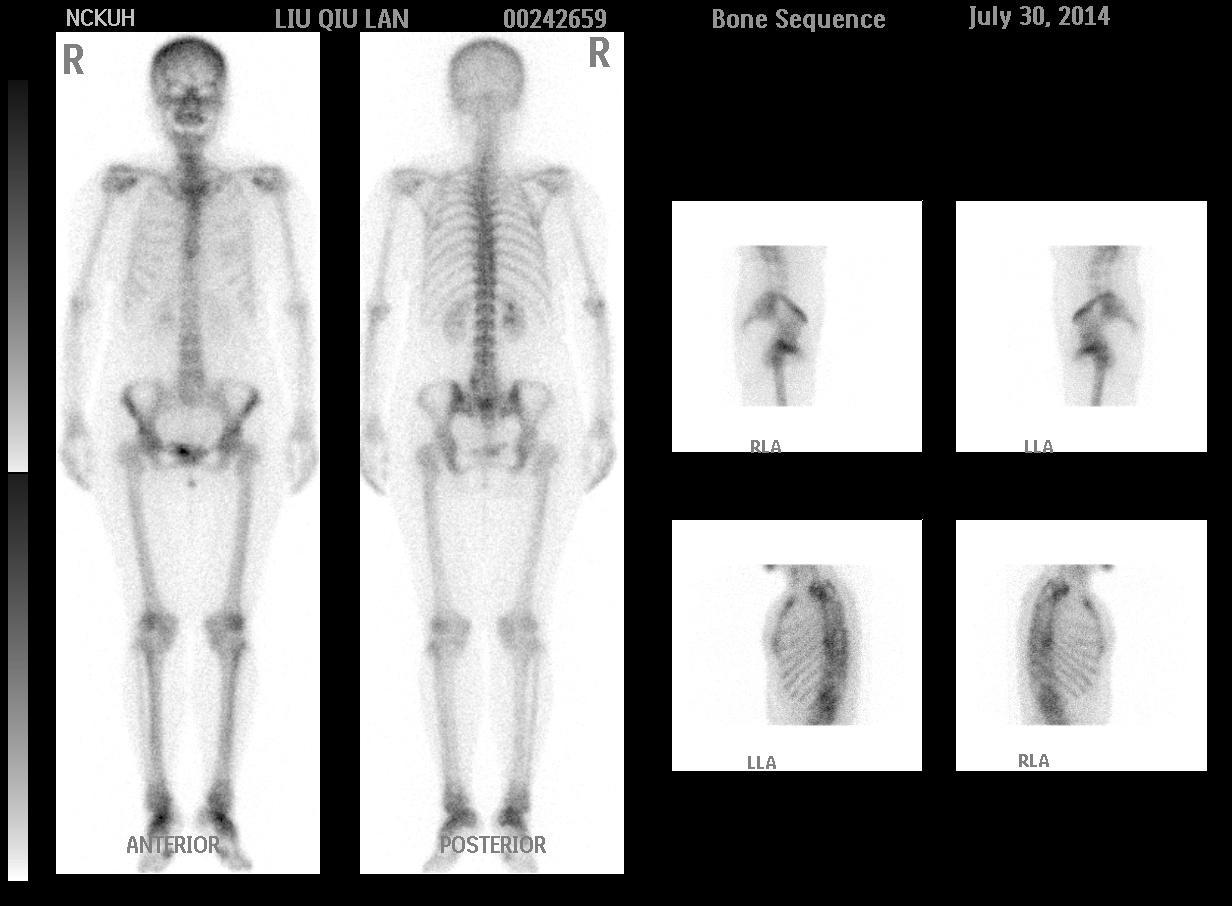 NCKUH LIU QIU LAN 00242659 Bone Sequence July 30, 2014
R R
RLA LLA
LLA RLA
ANTERIOR POSTERIOR